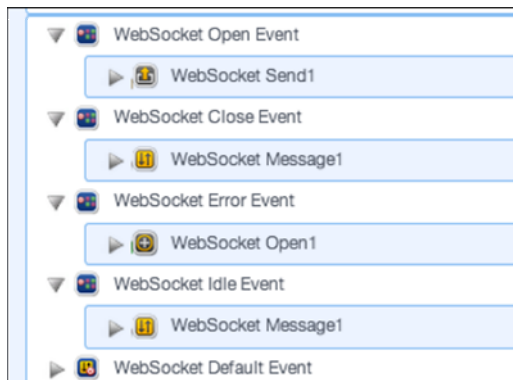 WebSocket Open Event
WebSocket Send1
WebSocket Close Event
WebSocket Message1
WebSocket Error Event
WebSocket Open1
WebSocket Idle Event
WebSocket Message1
WebSocket Default Event